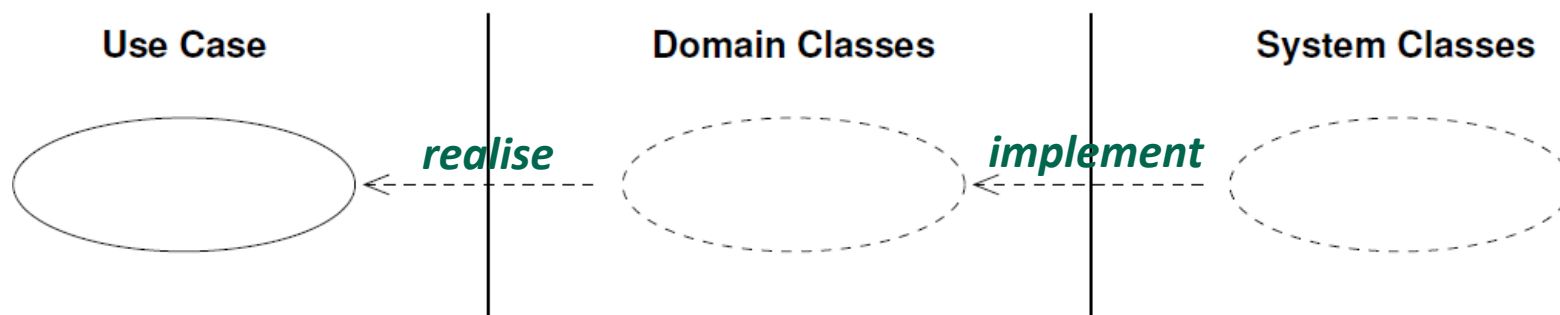 Use Case
Domain Classes
System Classes
realise
implement